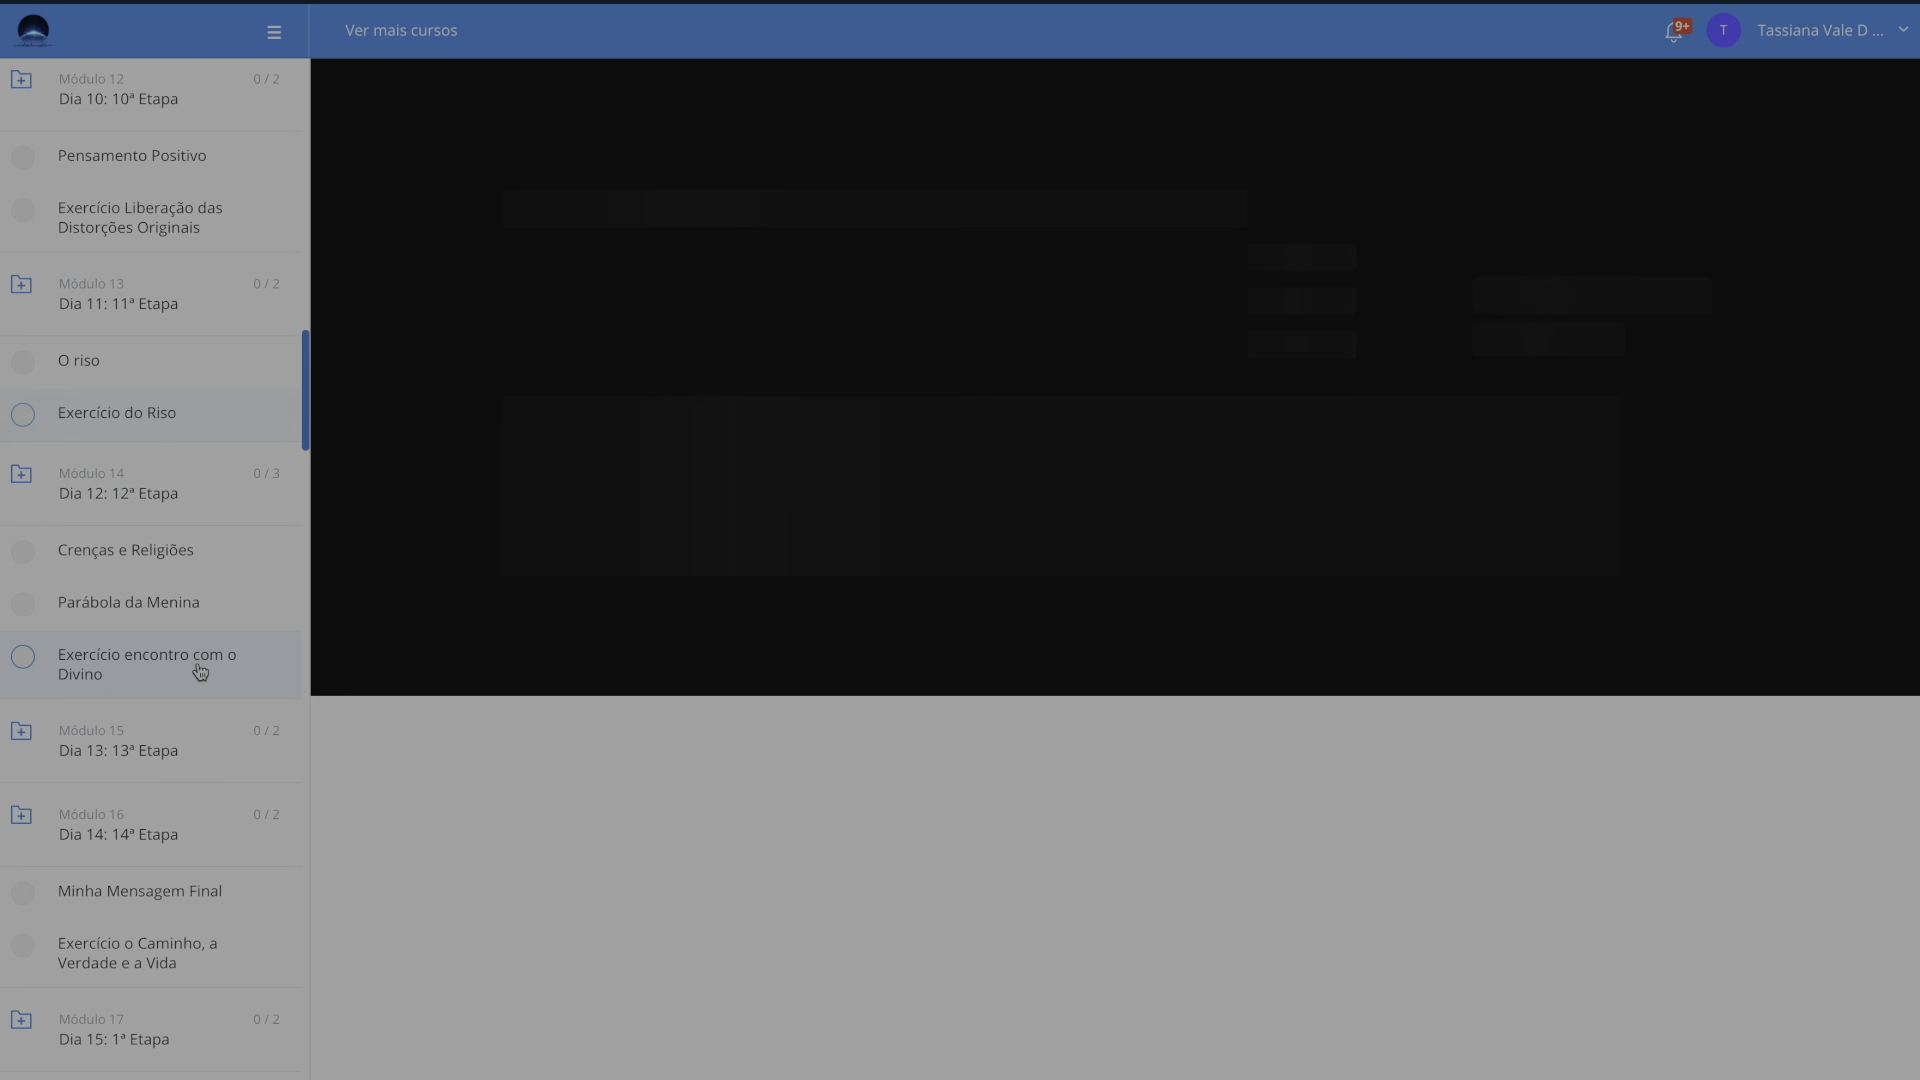 Ver mais cursos
9+
T
Tassiana Vale D ...
Módulo 12
0 / 2
Dia 10: 10ª Etapa
Pensamento Positivo
Exercício Liberação das
Distorções Originais
Módulo 13
0 / 2
Dia 11: 11ª Etapa
O riso
Exercício do Riso
Módulo 14
0 / 3
Dia 12: 12ª Etapa
Crenças e Religiões
Parábola da Menina
Exercício encontro com o
Divino
Módulo 15
0 / 2
Dia 13: 13ª Etapa
Módulo 16
0 / 2
Dia 14: 14ª Etapa
Minha Mensagem Final
Exercício o Caminho, a
Verdade e a Vida
Módulo 17
0 / 2
Dia 15: 1ª Etapa